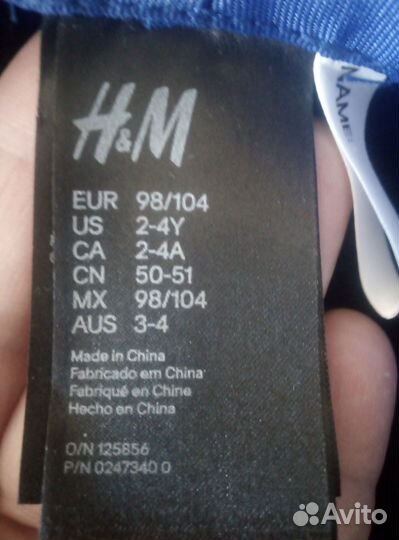 H&M
EUR 98/104
US 2-4Y
CA 2-4A
CN 50-51
MX 98/104
AUS 3-4
Made in China
Fabricado em China
Fabriqué en Chine
Hecho en China
O/N 125856
P/N 0247340 0
NAME
Avito